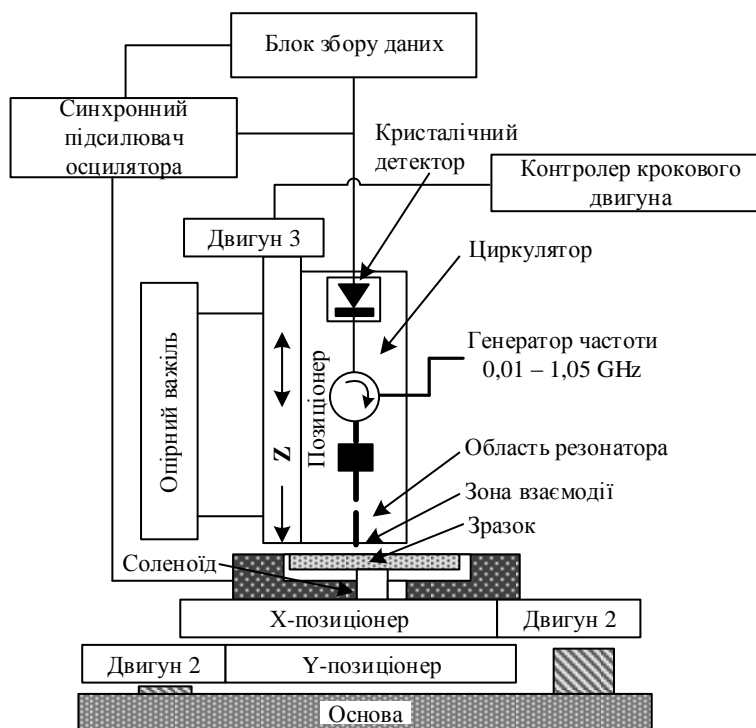 Блок збору даних
Синхронний
підсилювач
осцилятора
Кристалічний
детектор
Контролер крокового
двигуна
Двигун 3
Циркулятор
Генератор частоти
0,01 – 1,05 GHz
Опірний важіль
Z
Позиціонер
Область резонатора
Зона взаємодії
Зразок
Соленоїд
X-позиціонер
Двигун 2
Двигун 2
Y-позиціонер
Основа